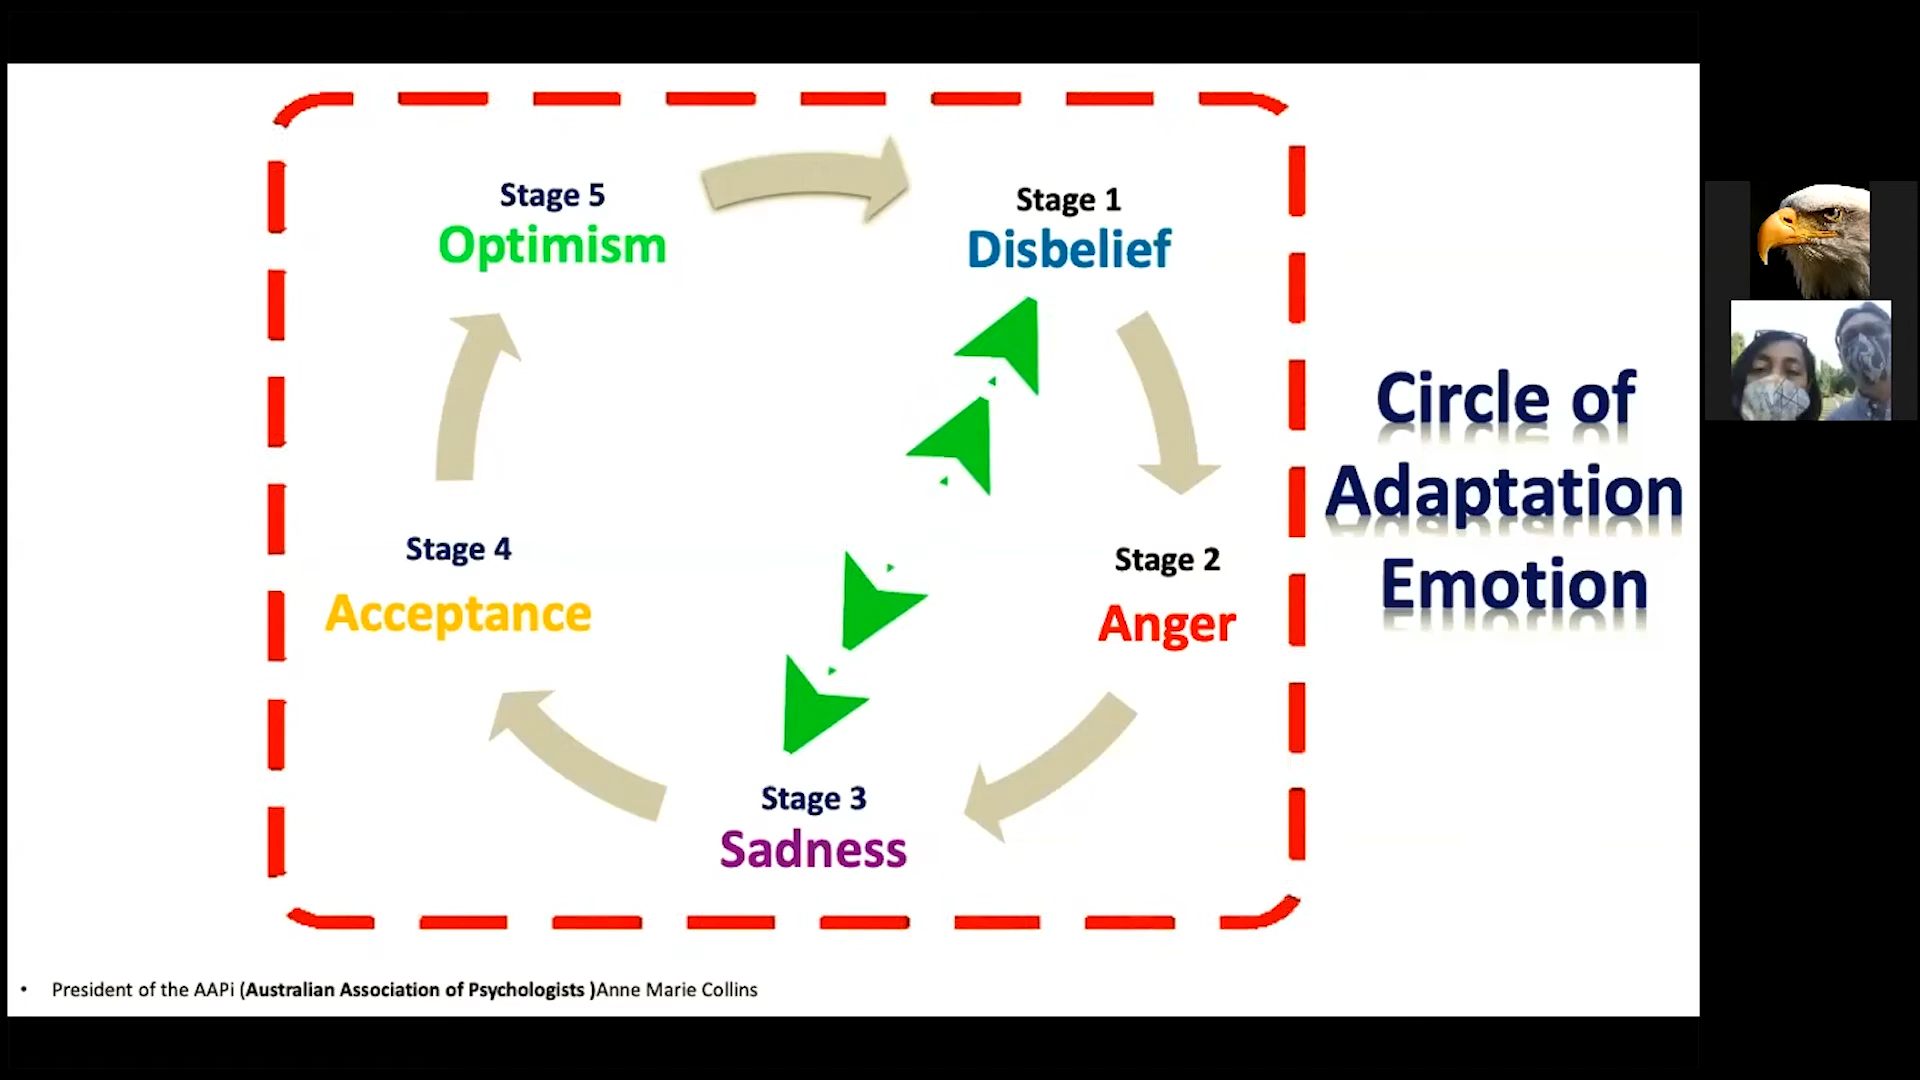 Stage 5
Optimism
Stage 1
Disbelief
Stage 4
Acceptance
Stage 2
Anger
Stage 3
Sadness
Circle of
Adaptation
Emotion
• President of the AAPi (Australian Association of Psychologists )Anne Marie Collins